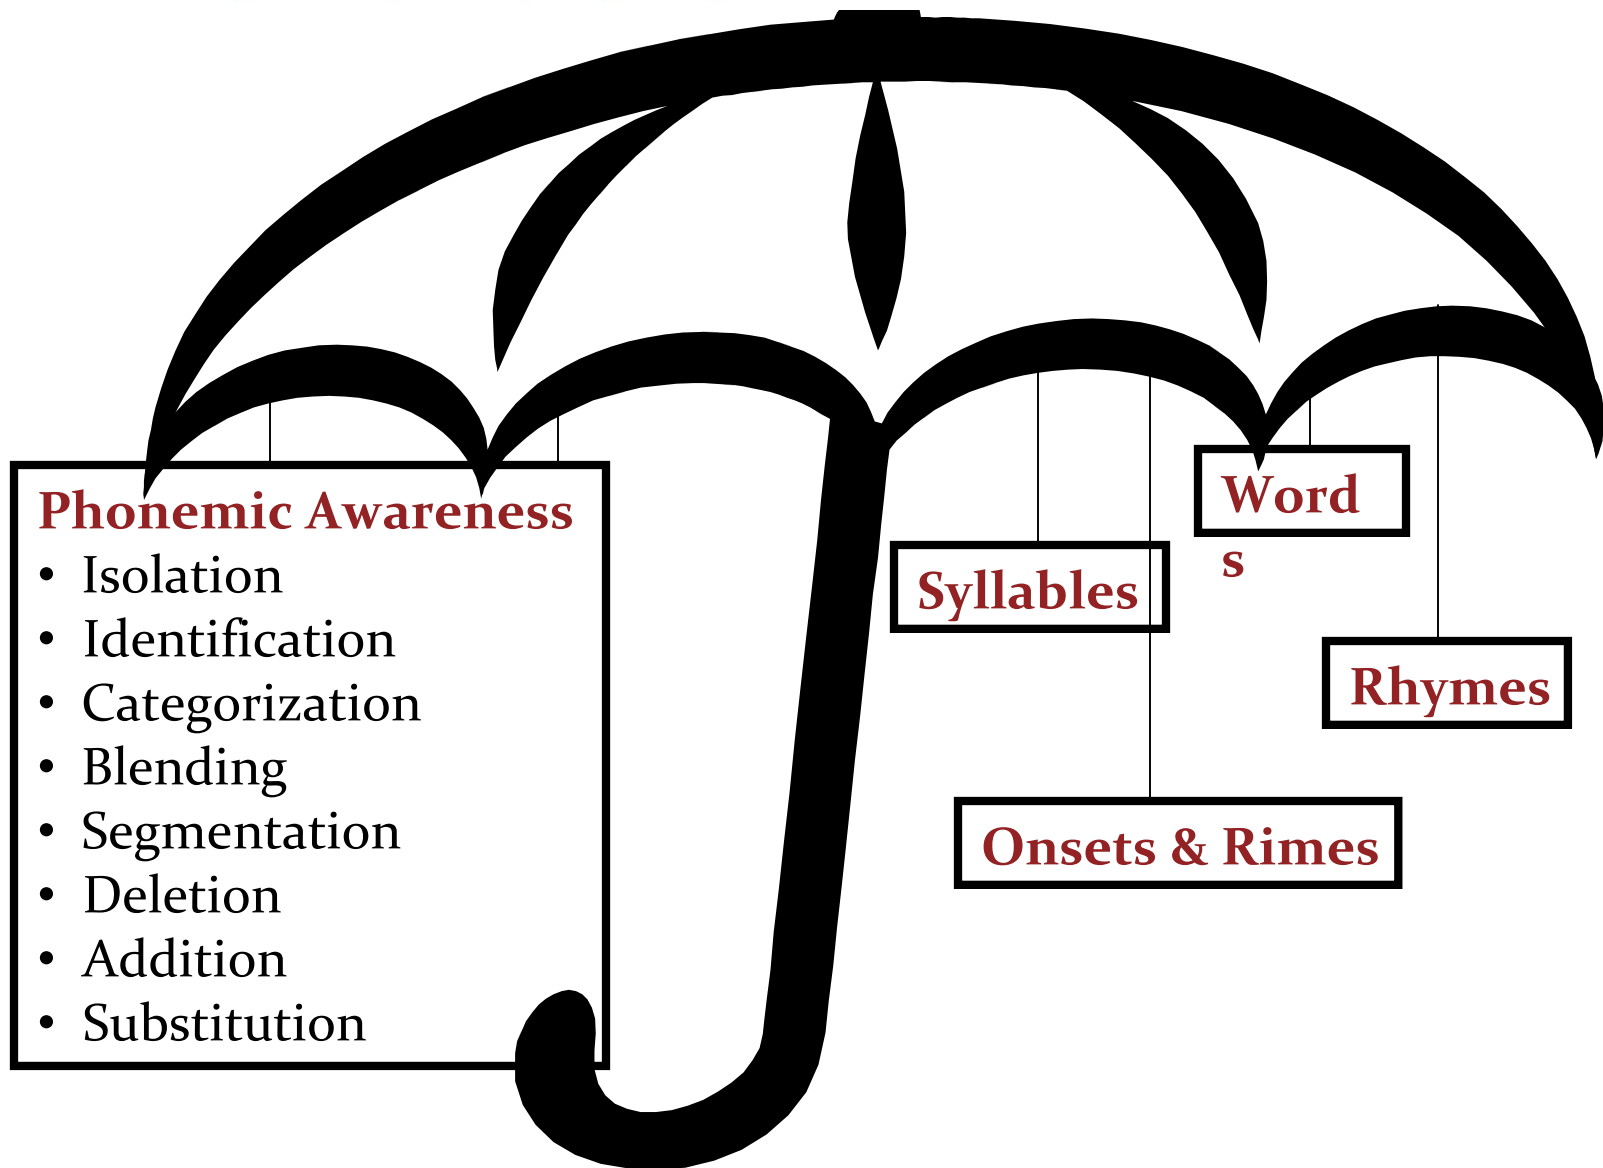 Phonemic Awareness
• Isolation
• Identification
• Categorization
• Blending
• Segmentation
• Deletion
• Addition
• Substitution
Word
s
Syllables
Rhymes
Onsets & Rimes